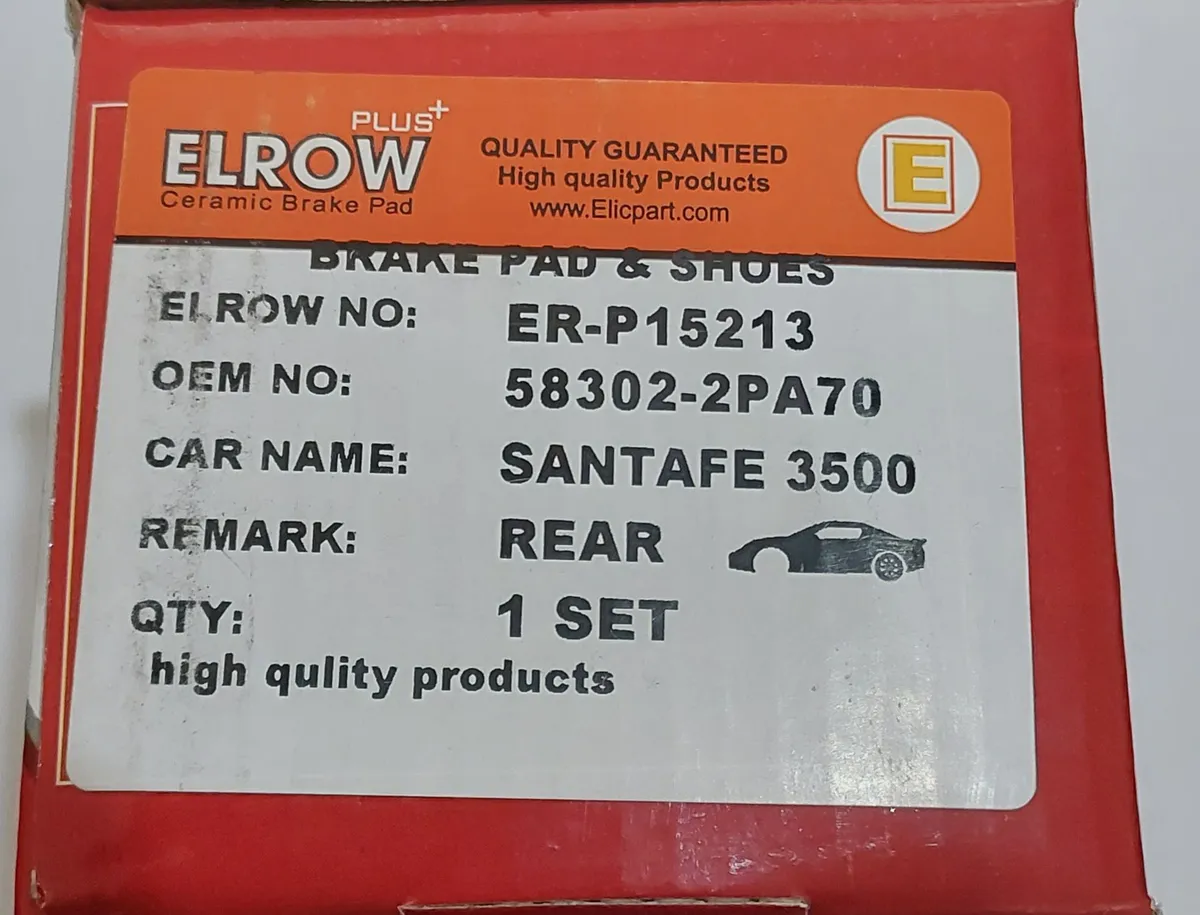 PLUS+
ELROW
Ceramic Brake Pad
QUALITY GUARANTEED
High quality Products
www.Elicpart.com
E
BRAKE PAD & SHOES
ELROW NO: ER-P15213
OEM NO: 58302-2PA70
CAR NAME: SANTAFE 3500
REMARK: REAR
QTY: 1 SET
high qulity products